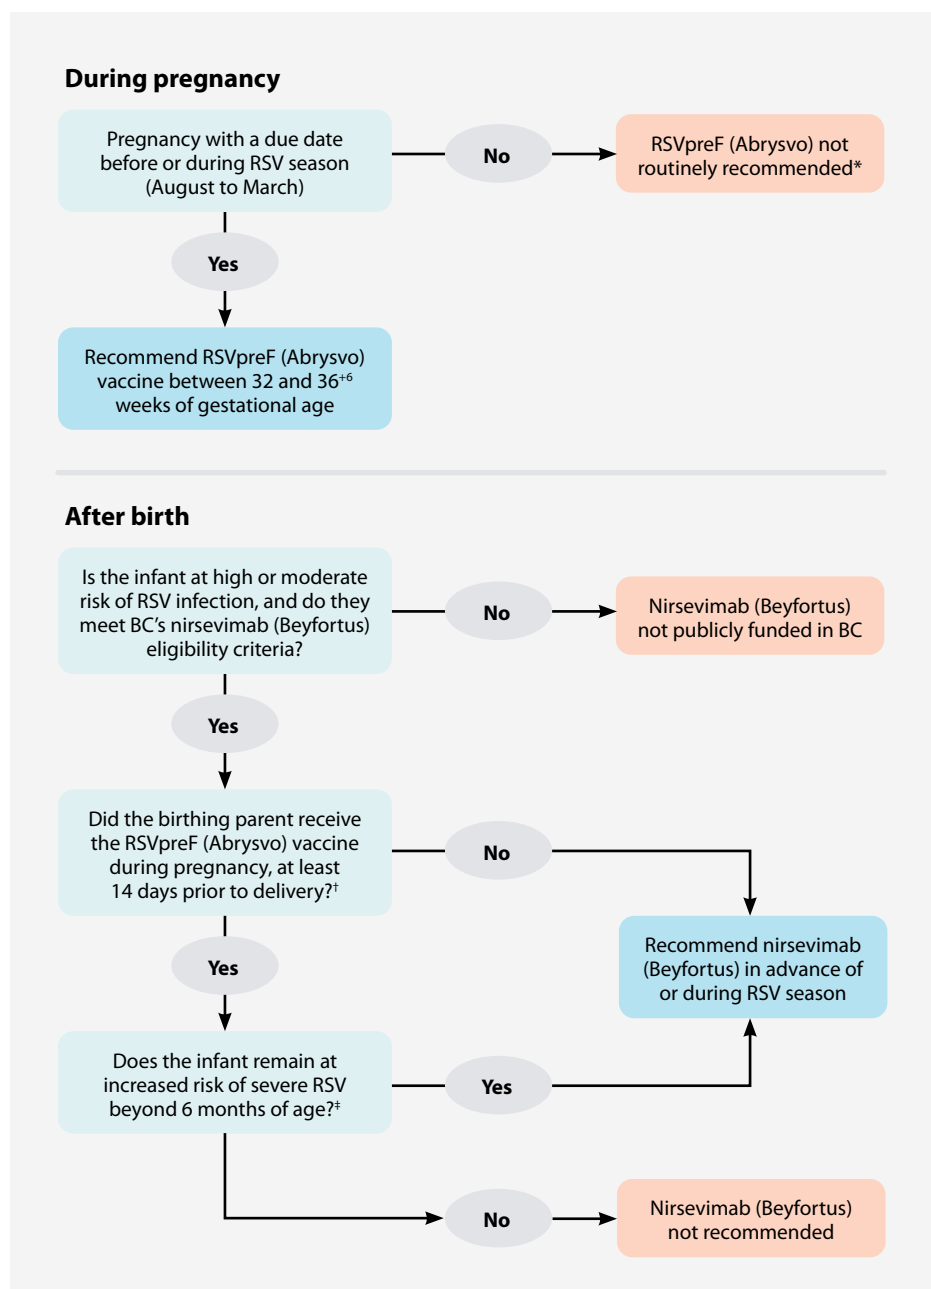 During pregnancy
Pregnancy with a due date
before or during RSV season
(August to March)
No
RSVpreF (Abrysvo) not
routinely recommended*
Yes
Recommend RSVpreF (Abrysvo)
vaccine between 32 and 36⁺⁶
weeks of gestational age
After birth
Is the infant at high or moderate
risk of RSV infection, and do they
meet BC’s nirsevimab (Beyfortus)
eligibility criteria?
No
Nirsevimab (Beyfortus)
not publicly funded in BC
Yes
Did the birthing parent receive
the RSVpreF (Abrysvo) vaccine
during pregnancy, at least
14 days prior to delivery?†
No
Recommend nirsevimab
(Beyfortus) in advance of
or during RSV season
Yes
Does the infant remain at
increased risk of severe RSV
beyond 6 months of age?‡
Yes
No
Nirsevimab (Beyfortus)
not recommended